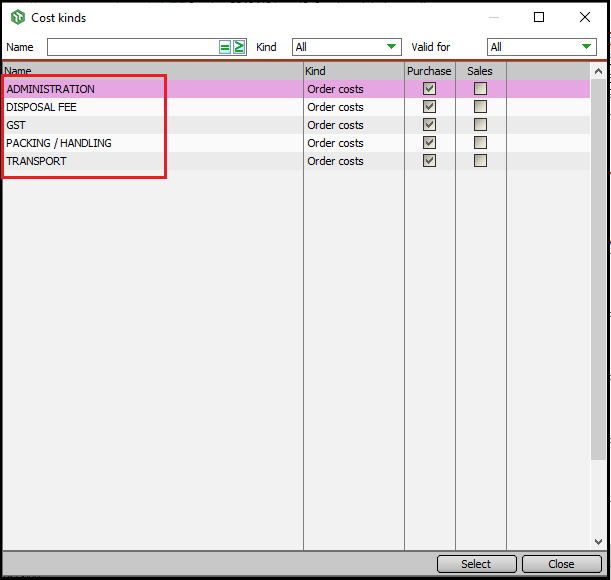 Cost kinds
Name = ≥ Kind All Valid for All
Name Kind Purchase Sales
ADMINISTRATION Order costs
DISPOSAL FEE Order costs
GST Order costs
PACKING / HANDLING Order costs
TRANSPORT Order costs
Select Close